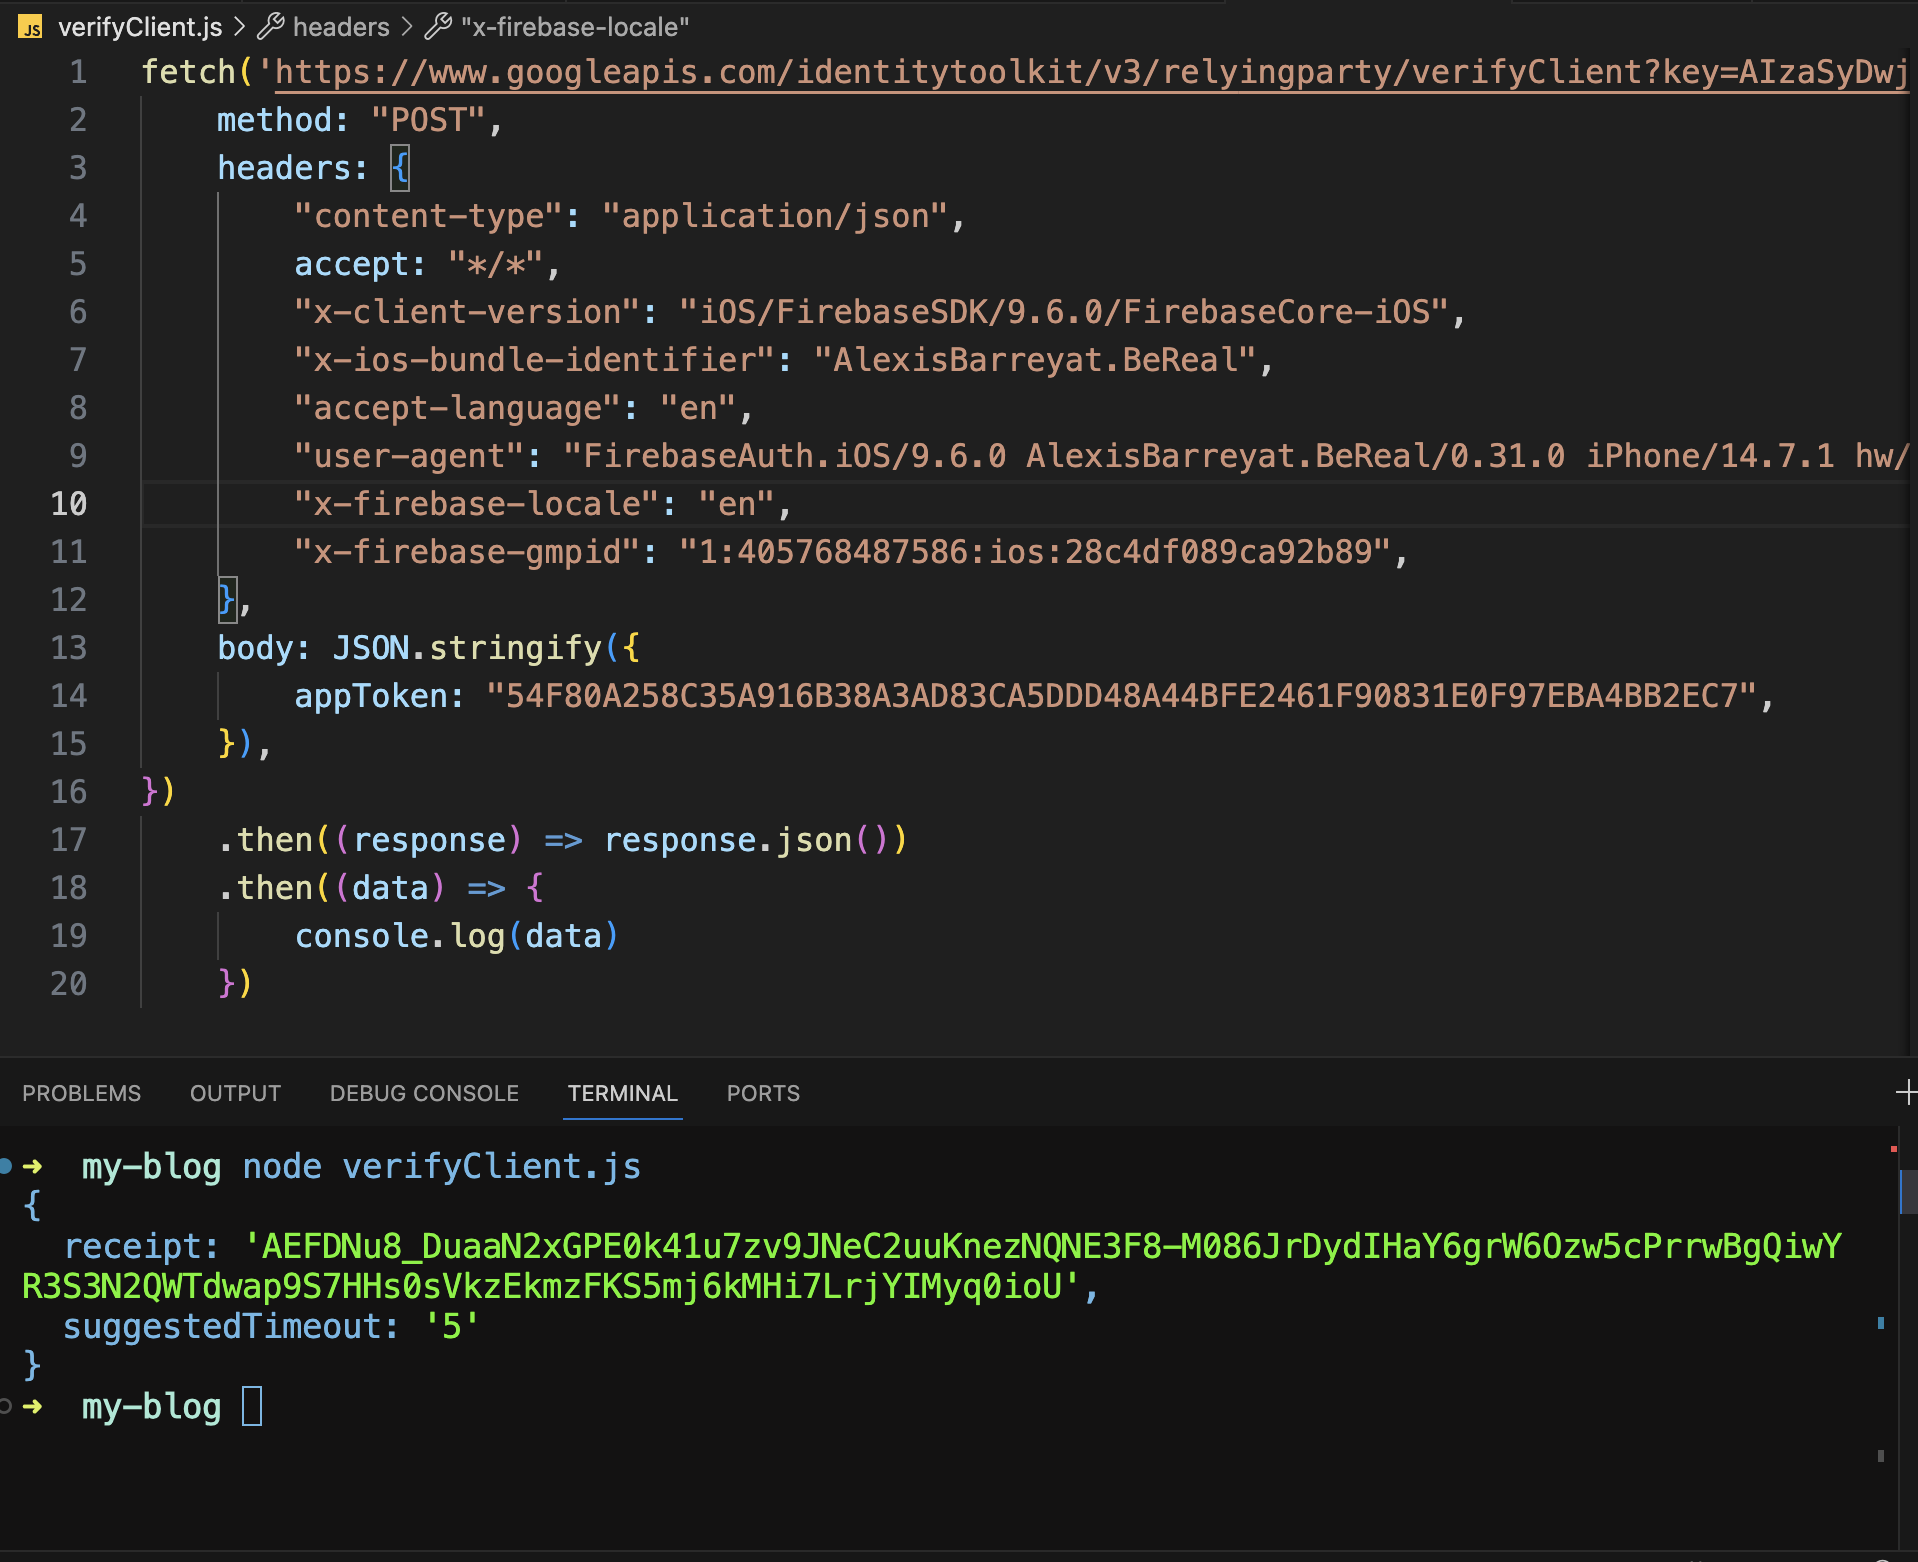 JS verifyClient.js > headers > "x-firebase-locale"
1 fetch('https://www.googleapis.com/identitytoolkit/v3/relyingparty/verifyClient?key=AIzaSyDwj
2 method: "POST",
3 headers: {
4 "content-type": "application/json",
5 accept: "*/*",
6 "x-client-version": "iOS/FirebaseSDK/9.6.0/FirebaseCore-iOS",
7 "x-ios-bundle-identifier": "AlexisBarreyat.BeReal",
8 "accept-language": "en",
9 "user-agent": "FirebaseAuth.iOS/9.6.0 AlexisBarreyat.BeReal/0.31.0 iPhone/14.7.1 hw/
10 "x-firebase-locale": "en",
11 "x-firebase-gmpid": "1:405768487586:ios:28c4df089ca92b89",
12 },
13 body: JSON.stringify({
14 appToken: "54F80A258C35A916B38A3AD83CA5DDD48A44BFE2461F90831E0F97EBA4BB2EC7",
15 }),
16 })
17 .then((response) => response.json())
18 .then((data) => {
19 console.log(data)
20 })
PROBLEMS OUTPUT DEBUG CONSOLE TERMINAL PORTS
➜ my-blog node verifyClient.js
{
receipt: 'AEFDNu8_DuaaN2xGPE0k41u7zv9JNeC2uuKnezNQNE3F8-M086JrDydIHaY6grW6Ozw5cPrrwBgQiwY
R3S3N2QWTdwap9S7HHs0sVkzEkmzFKS5mj6kMHi7LrjYIMyq0ioU',
suggestedTimeout: '5'
}
➜ my-blog